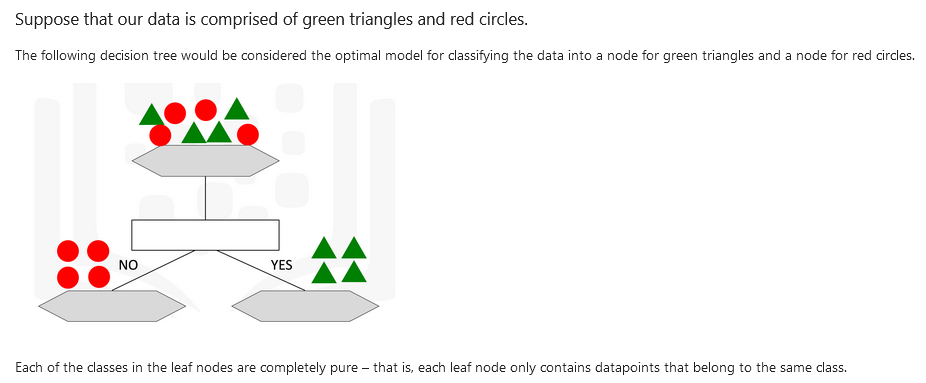 Suppose that our data is comprised of green triangles and red circles.
The following decision tree would be considered the optimal model for classifying the data into a node for green triangles and a node for red circles.
NO
YES
Each of the classes in the leaf nodes are completely pure – that is, each leaf node only contains datapoints that belong to the same class.